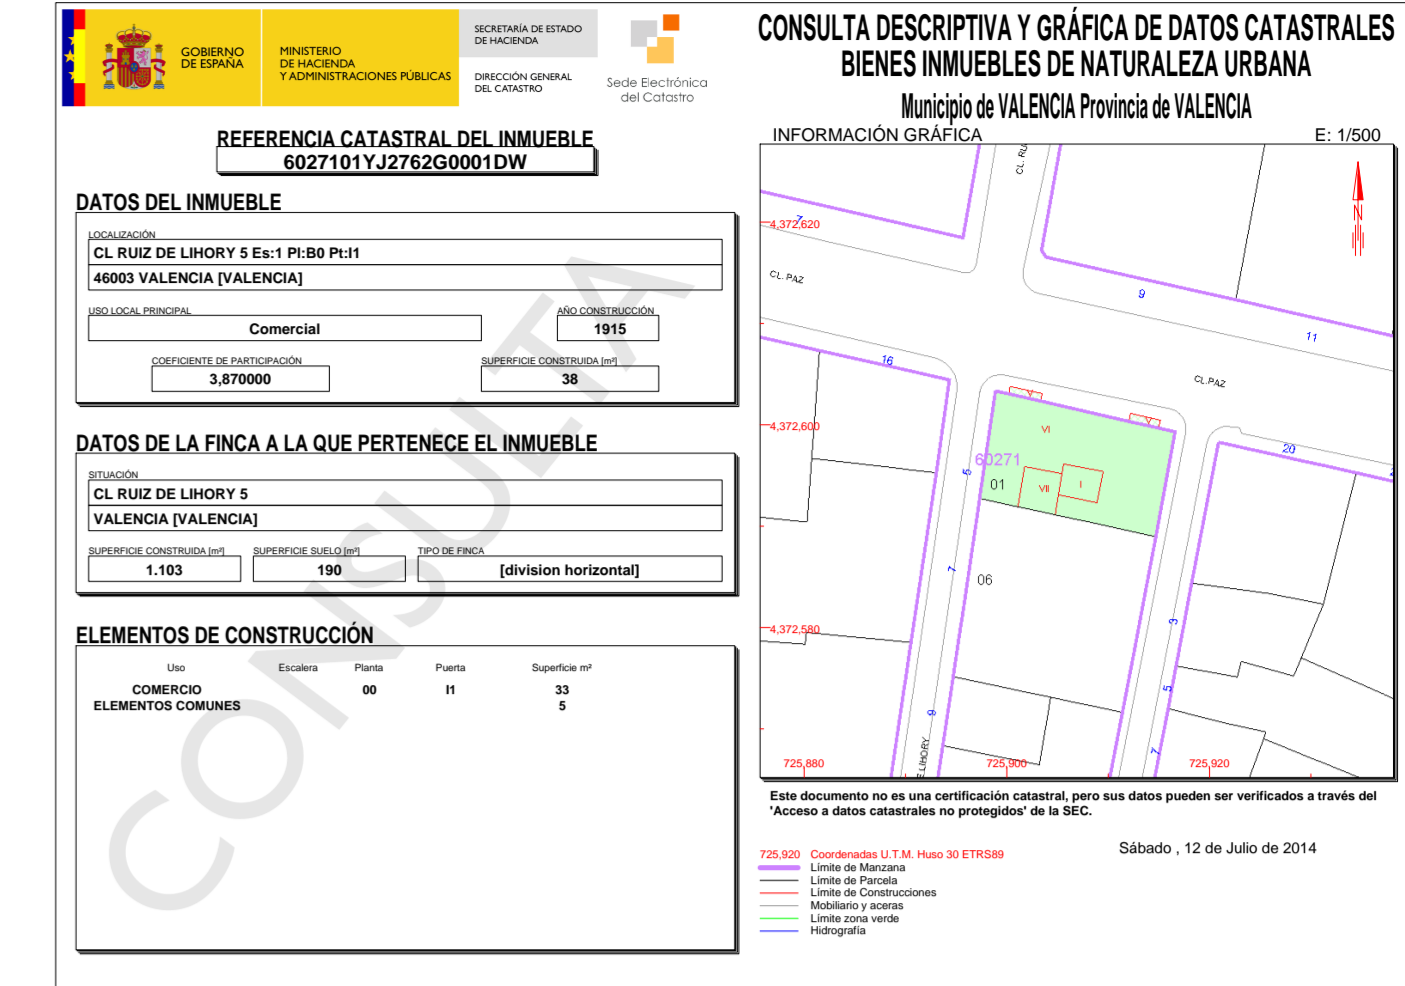 GOBIERNO
DE ESPAÑA
MINISTERIO
DE HACIENDA
Y ADMINISTRACIONES PÚBLICAS
SECRETARÍA DE ESTADO
DE HACIENDA
DIRECCIÓN GENERAL
DEL CATASTRO
Sede Electrónica
del Catastro
REFERENCIA CATASTRAL DEL INMUEBLE
6027101YJ2762G0001DW
DATOS DEL INMUEBLE
LOCALIZACIÓN
CL RUIZ DE LIHORY 5 Es:1 Pl:B0 Pt:I1
46003 VALENCIA [VALENCIA]
USO LOCAL PRINCIPAL
Comercial
AÑO CONSTRUCCIÓN
1915
COEFICIENTE DE PARTICIPACIÓN
3,870000
SUPERFICIE CONSTRUIDA [m²]
38
DATOS DE LA FINCA A LA QUE PERTENECE EL INMUEBLE
SITUACIÓN
CL RUIZ DE LIHORY 5
VALENCIA [VALENCIA]
SUPERFICIE CONSTRUIDA [m²]
1.103
SUPERFICIE SUELO [m²]
190
TIPO DE FINCA
[division horizontal]
ELEMENTOS DE CONSTRUCCIÓN
Uso Escalera Planta Puerta Superficie m²
COMERCIO 00 I1 33
ELEMENTOS COMUNES 5
CONSULTA
CONSULTA DESCRIPTIVA Y GRÁFICA DE DATOS CATASTRALES
BIENES INMUEBLES DE NATURALEZA URBANA
Municipio de VALENCIA Provincia de VALENCIA
INFORMACIÓN GRÁFICA E: 1/500
CL. RU
N
7
4,372,620
CL. PAZ
9
11
16
CL.PAZ
V
V
4,372,600
VI
20
60271
5
01
VII
I
7
06
4,372,580
3
5
9
7
E LIHORY
725,880
725,900
725,920
Este documento no es una certificación catastral, pero sus datos pueden ser verificados a través del
'Acceso a datos catastrales no protegidos' de la SEC.
Sábado , 12 de Julio de 2014
725,920 Coordenadas U.T.M. Huso 30 ETRS89
Límite de Manzana
Límite de Parcela
Límite de Construcciones
Mobiliario y aceras
Límite zona verde
Hidrografía